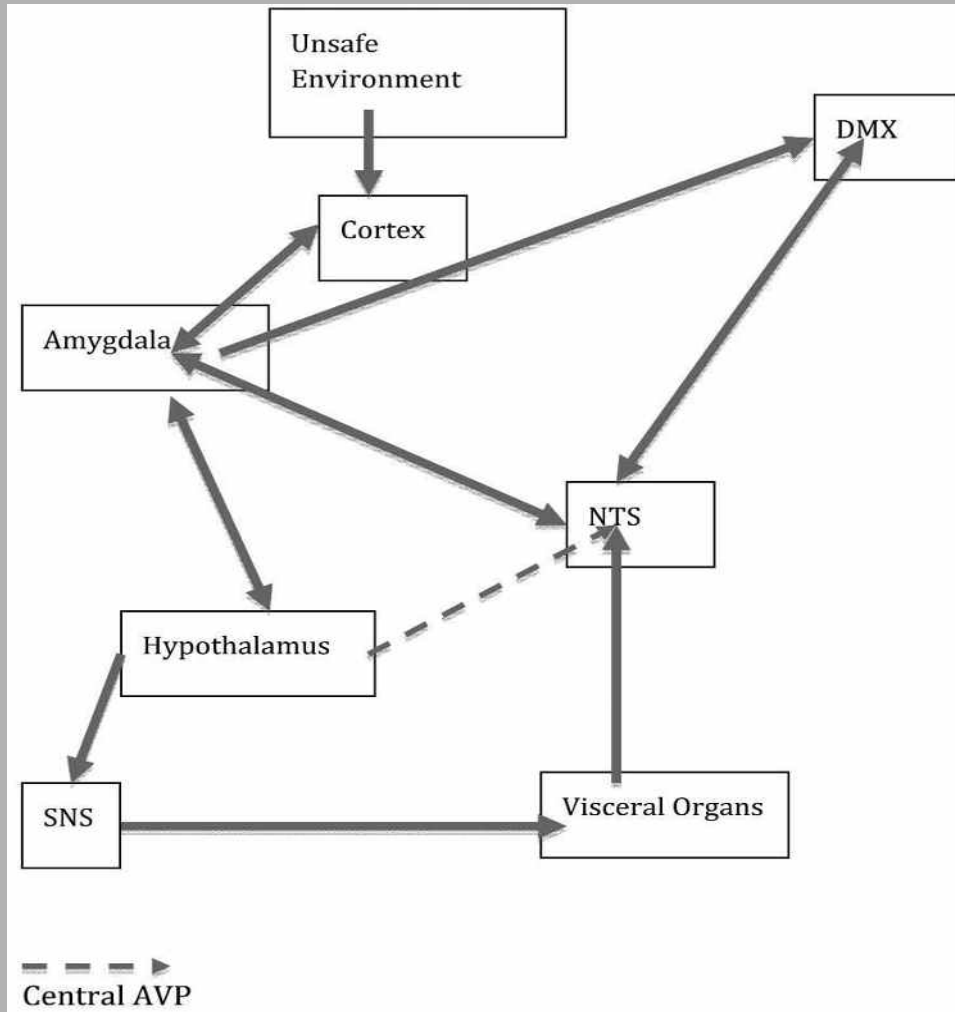 Unsafe
Environment
DMX
Cortex
Amygdala
NTS
Hypothalamus
SNS
Visceral Organs
Central AVP